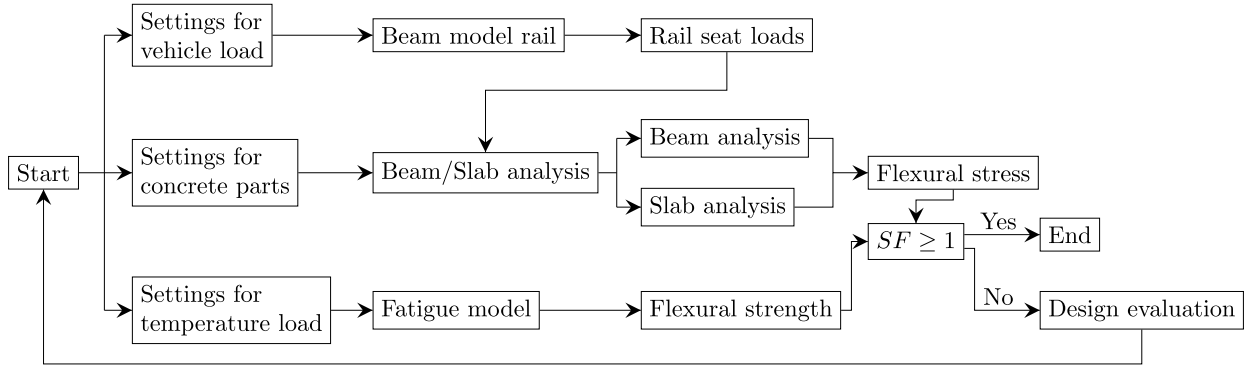 Settings for
vehicle load
Beam model rail
Rail seat loads
Start
Settings for
concrete parts
Beam/Slab analysis
Beam analysis
Slab analysis
Flexural stress
SF ≥ 1
Yes
End
No
Settings for
temperature load
Fatigue model
Flexural strength
Design evaluation